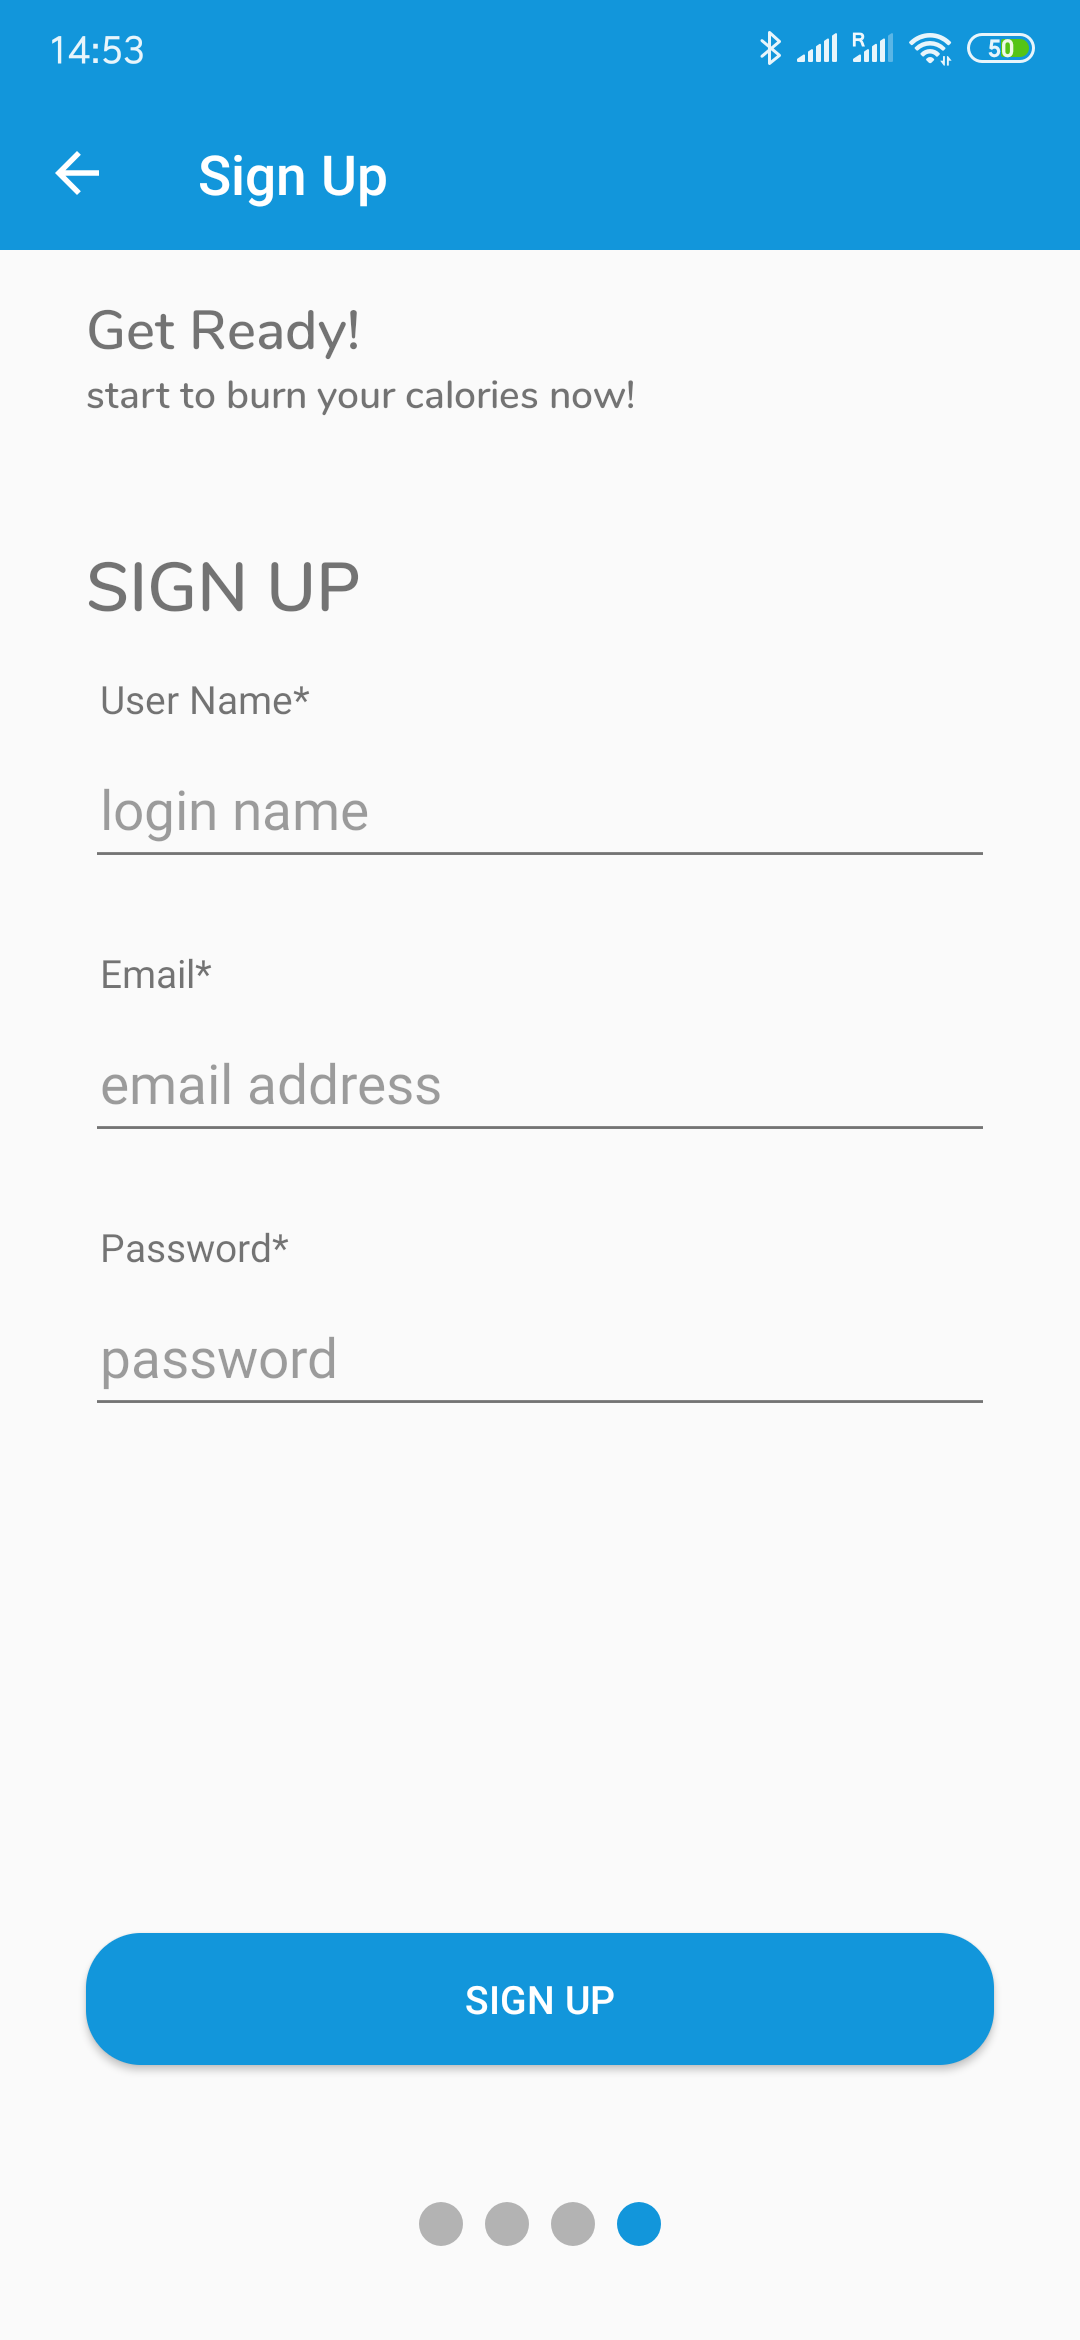 14:53
R
50
Sign Up
Get Ready!
start to burn your calories now!
SIGN UP
User Name*
login name
Email*
email address
Password*
password
SIGN UP